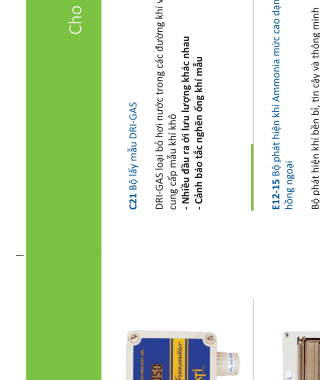 Cho
C21 Bộ lấy mẫu DRI-GAS
DRI-GAS loại bỏ hơi nước trong các đường khí
cung cấp mẫu khí khô
- Nhiều đầu ra ới lưu lượng khác nhau
- Cảnh báo tắc nghẽn ống khí mẫu
E12-15 Bộ phát hiện khí Ammonia mức cao dạng
hồng ngoại
Bộ phát hiện khí bền bỉ, tin cậy và thông minh
Transmitter